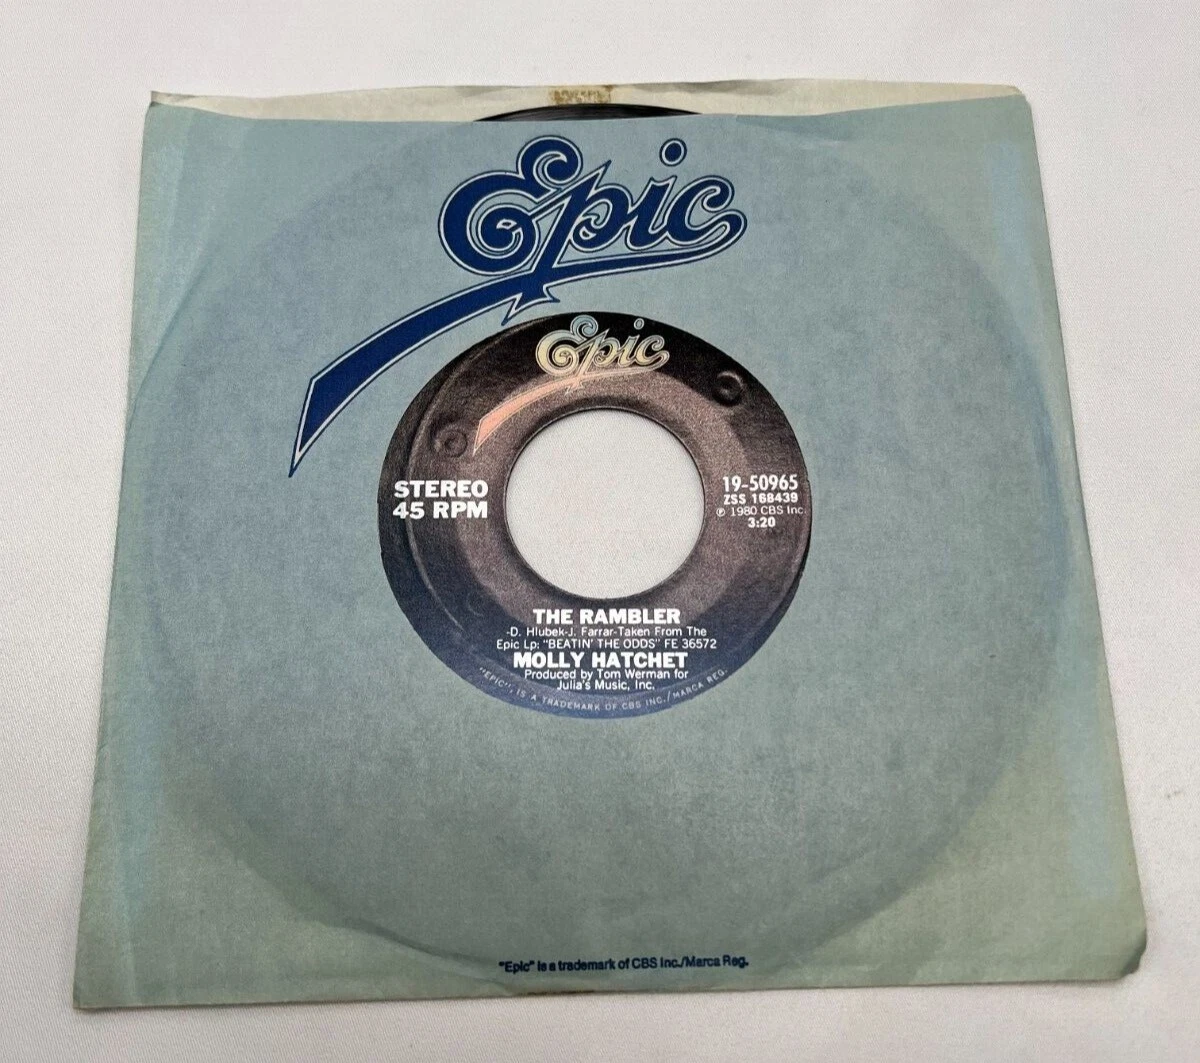 Epic
Epic
STEREO
45 RPM
19-50965
ZSS 168439
℗ 1980 CBS Inc.
3:20
THE RAMBLER
-D. Hlubek-J. Farrar-Taken From The
Epic Lp: "BEATIN' THE ODDS" FE 36572
MOLLY HATCHET
Produced by Tom Werman for
Julia's Music, Inc.
"EPIC", IS A TRADEMARK OF CBS INC./MARCA REG.
"Epic" is a trademark of CBS Inc./Marca Reg.